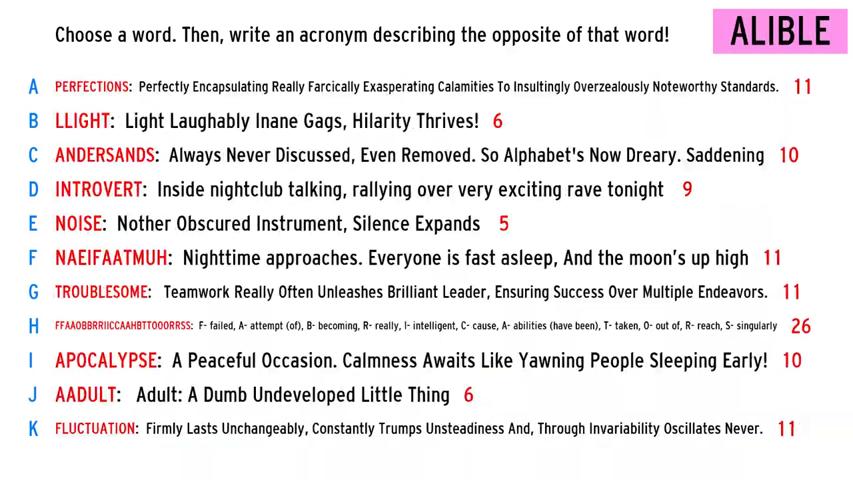 Choose a word. Then, write an acronym describing the opposite of that word!
ALIBLE
A PERFECTIONS: Perfectly Encapsulating Really Farcically Exasperating Calamities To Insultingly Overzealously Noteworthy Standards. 11
B LLIGHT: Light Laughably Inane Gags, Hilarity Thrives! 6
C ANDERSANDS: Always Never Discussed, Even Removed. So Alphabet's Now Dreary. Saddening 10
D INTROVERT: Inside nightclub talking, rallying over very exciting rave tonight 9
E NOISE: Nother Obscured Instrument, Silence Expands 5
F NAEIFAATMUH: Nighttime approaches. Everyone is fast asleep, And the moon's up high 11
G TROUBLESOME: Teamwork Really Often Unleashes Brilliant Leader, Ensuring Success Over Multiple Endeavors. 11
H FFAAOBBRRIICCAAHBTTOOORRSS: F- failed, A- attempt (of), B- becoming, R- really, I- intelligent, C- cause, A- abilities (have been), T- taken, O- out of, R- reach, S- singularly 26
I APOCALYPSE: A Peaceful Occasion. Calmness Awaits Like Yawning People Sleeping Early! 10
J AADULT: Adult: A Dumb Undeveloped Little Thing 6
K FLUCTUATION: Firmly Lasts Unchangeably, Constantly Trumps Unsteadiness And, Through Invariability Oscillates Never. 11